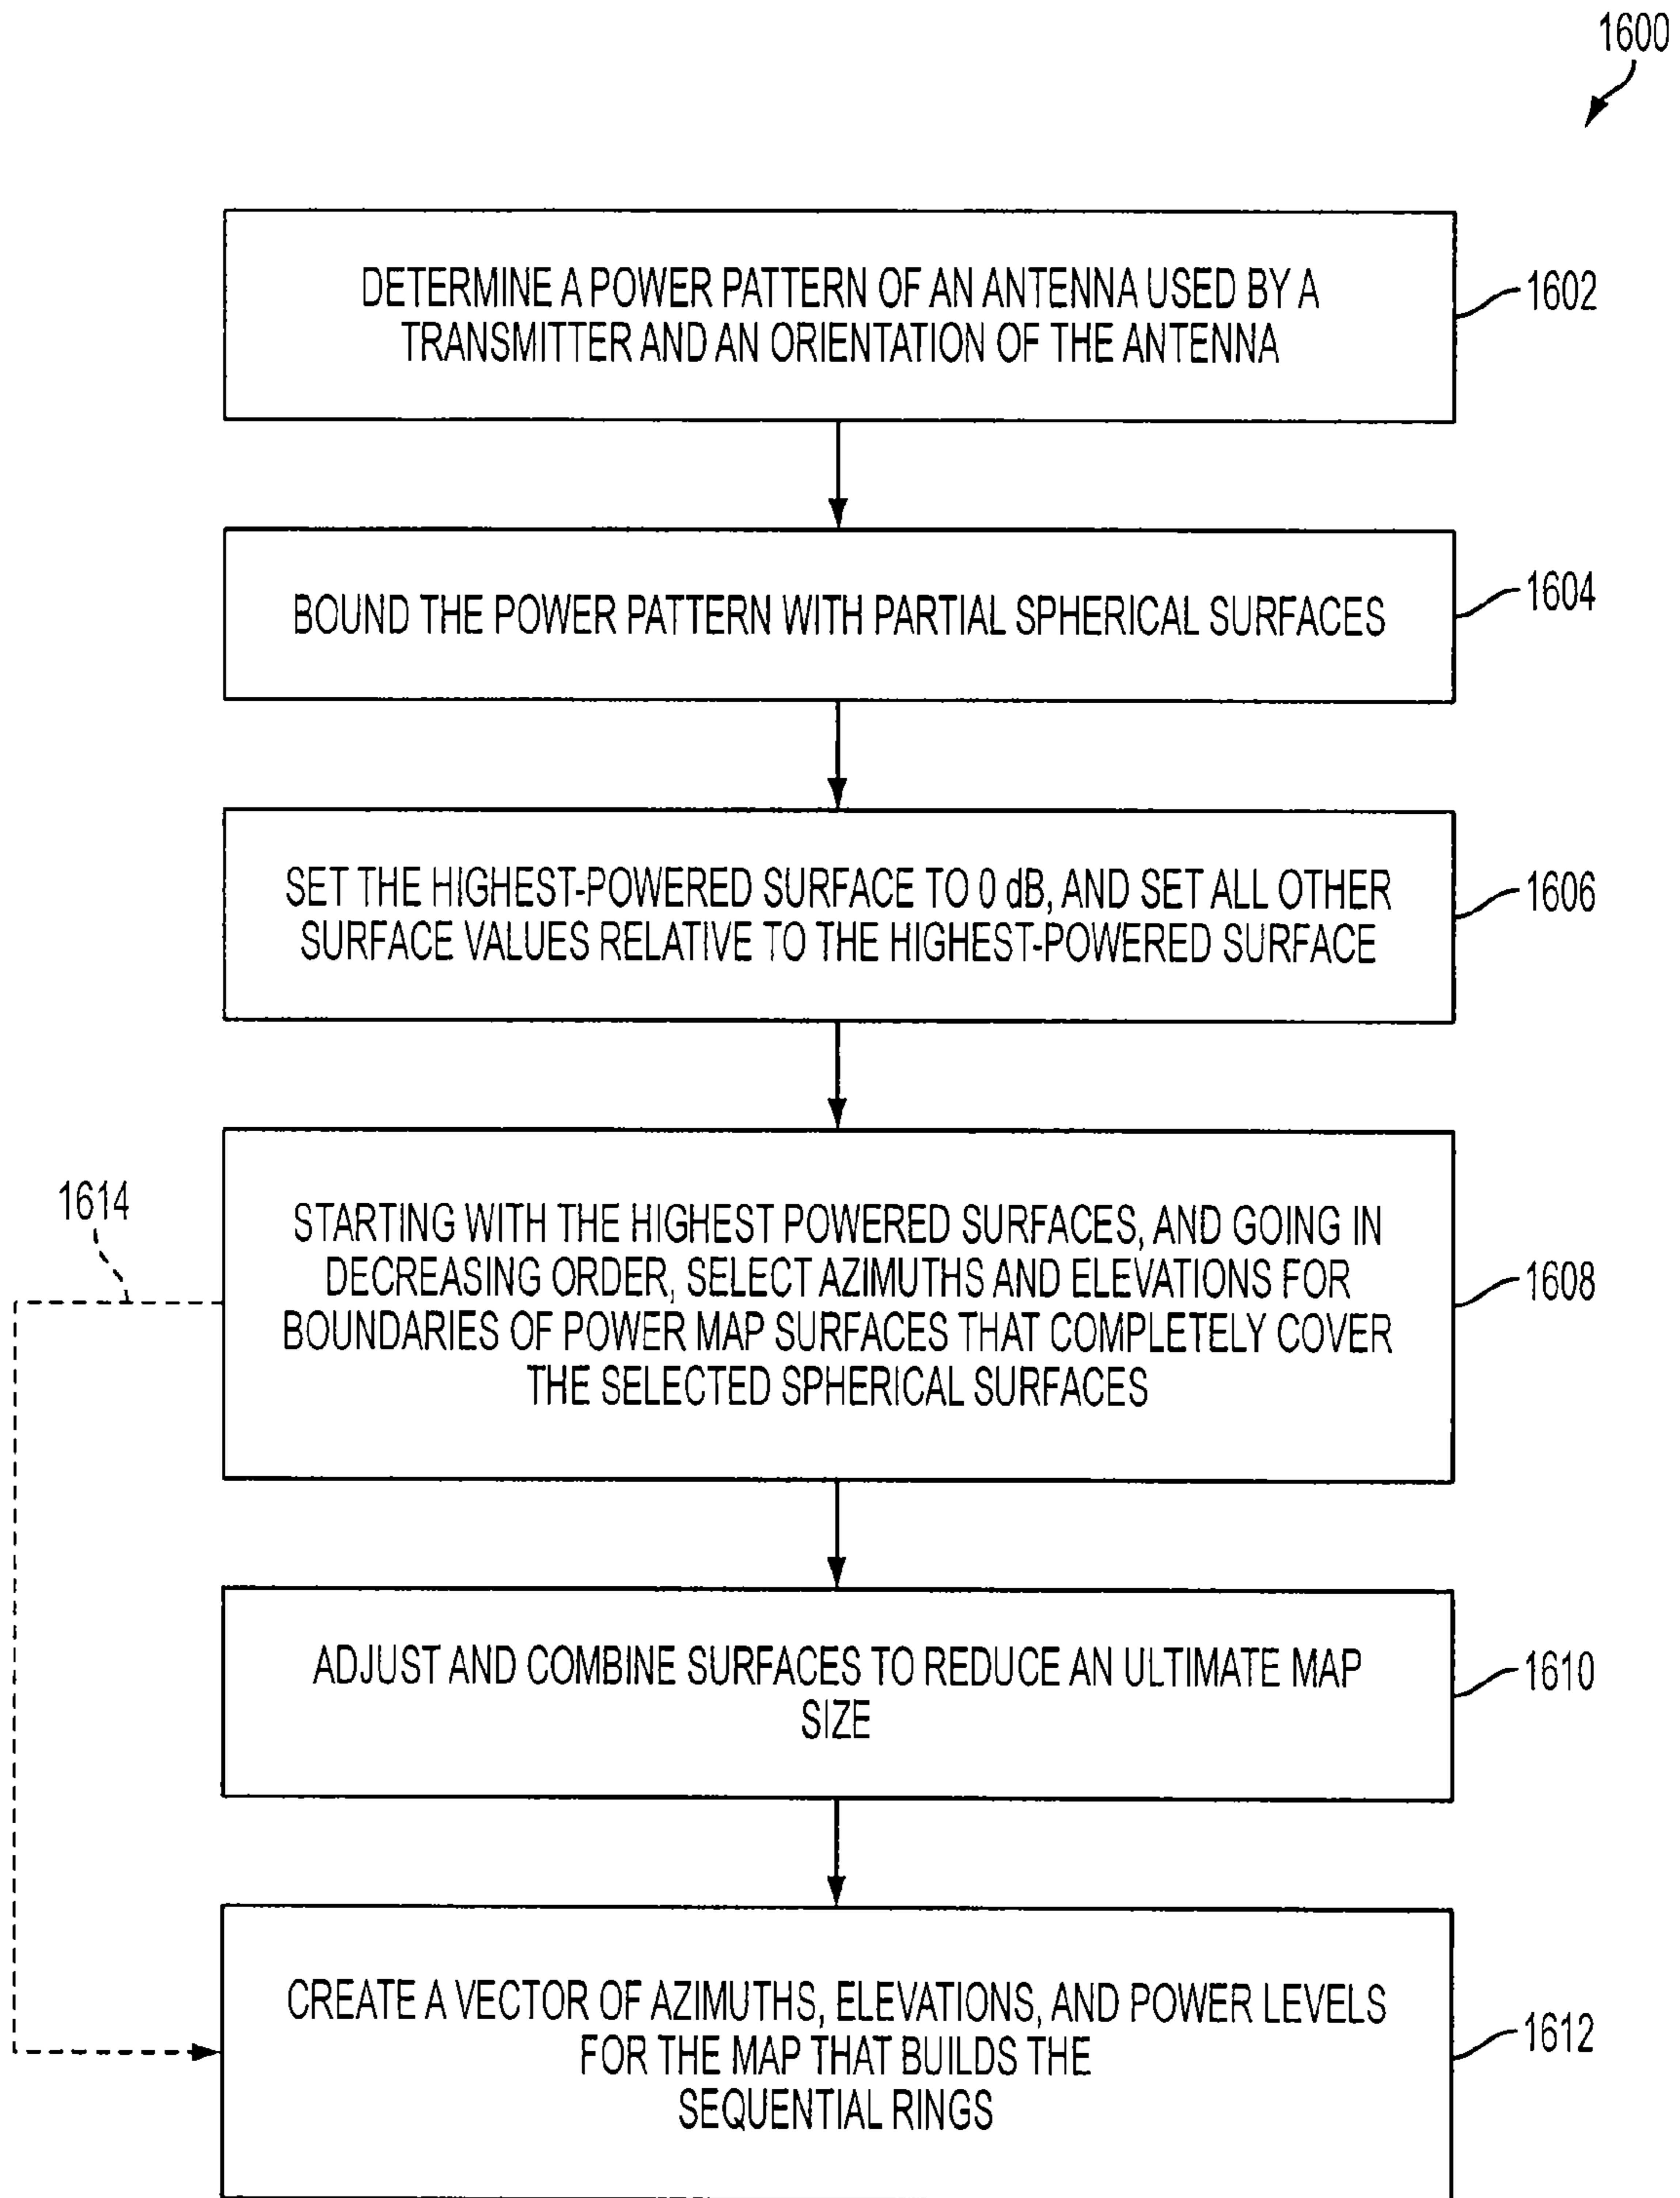 1600
DETERMINE A POWER PATTERN OF AN ANTENNA USED BY A
TRANSMITTER AND AN ORIENTATION OF THE ANTENNA
1602
BOUND THE POWER PATTERN WITH PARTIAL SPHERICAL SURFACES
1604
SET THE HIGHEST-POWERED SURFACE TO 0 dB, AND SET ALL OTHER
SURFACE VALUES RELATIVE TO THE HIGHEST-POWERED SURFACE
1606
1614
STARTING WITH THE HIGHEST POWERED SURFACES, AND GOING IN
DECREASING ORDER, SELECT AZIMUTHS AND ELEVATIONS FOR
BOUNDARIES OF POWER MAP SURFACES THAT COMPLETELY COVER
THE SELECTED SPHERICAL SURFACES
1608
ADJUST AND COMBINE SURFACES TO REDUCE AN ULTIMATE MAP
SIZE
1610
CREATE A VECTOR OF AZIMUTHS, ELEVATIONS, AND POWER LEVELS
FOR THE MAP THAT BUILDS THE
SEQUENTIAL RINGS
1612